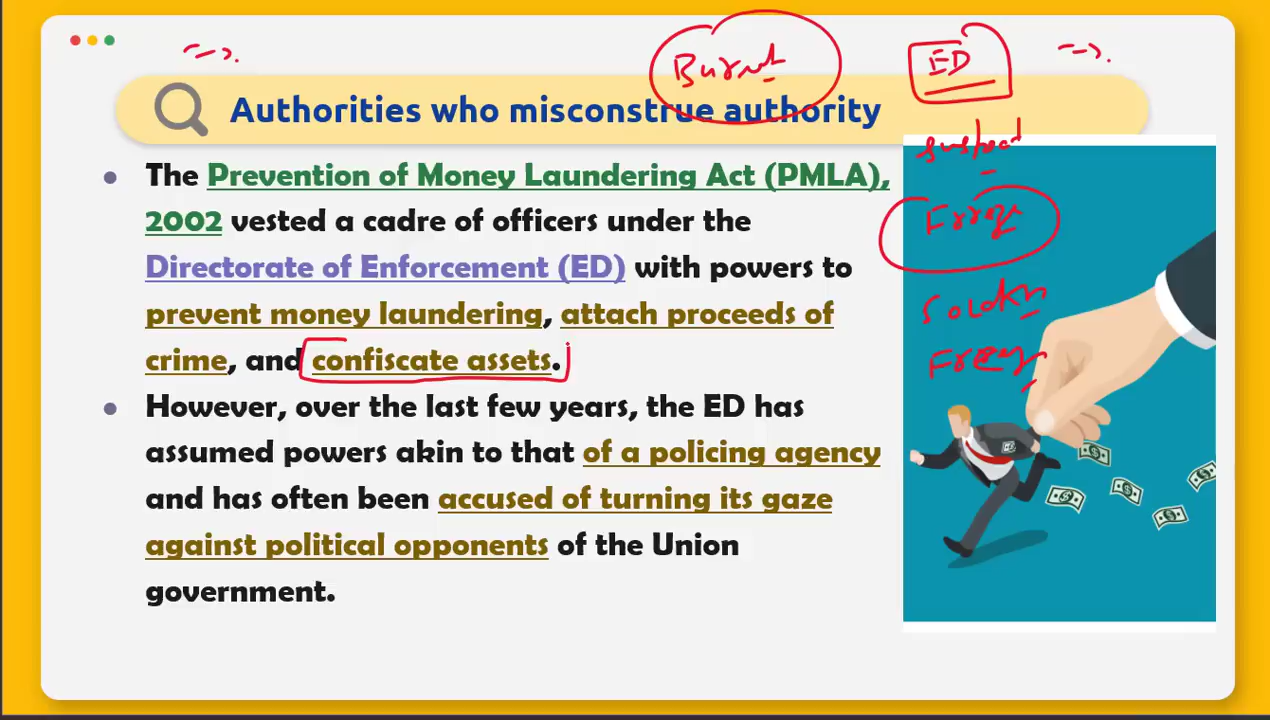 Burnt
ED
Authorities who misconstrue authority
suspect
The Prevention of Money Laundering Act (PMLA),
2002 vested a cadre of officers under the
Directorate of Enforcement (ED) with powers to
prevent money laundering, attach proceeds of
crime, and confiscate assets.
However, over the last few years, the ED has
assumed powers akin to that of a policing agency
and has often been accused of turning its gaze
against political opponents of the Union
government.